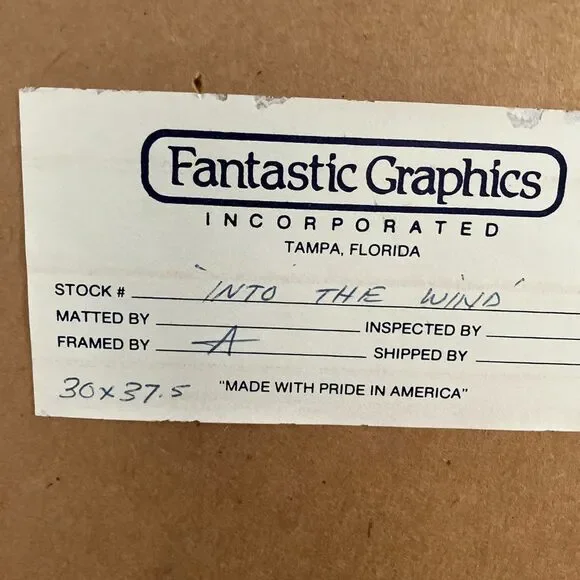 Fantastic Graphics
INCORPORATED
TAMPA, FLORIDA
STOCK # 'INTO THE WIND'
MATTED BY INSPECTED BY
FRAMED BY A SHIPPED BY
30x37.5 "MADE WITH PRIDE IN AMERICA"